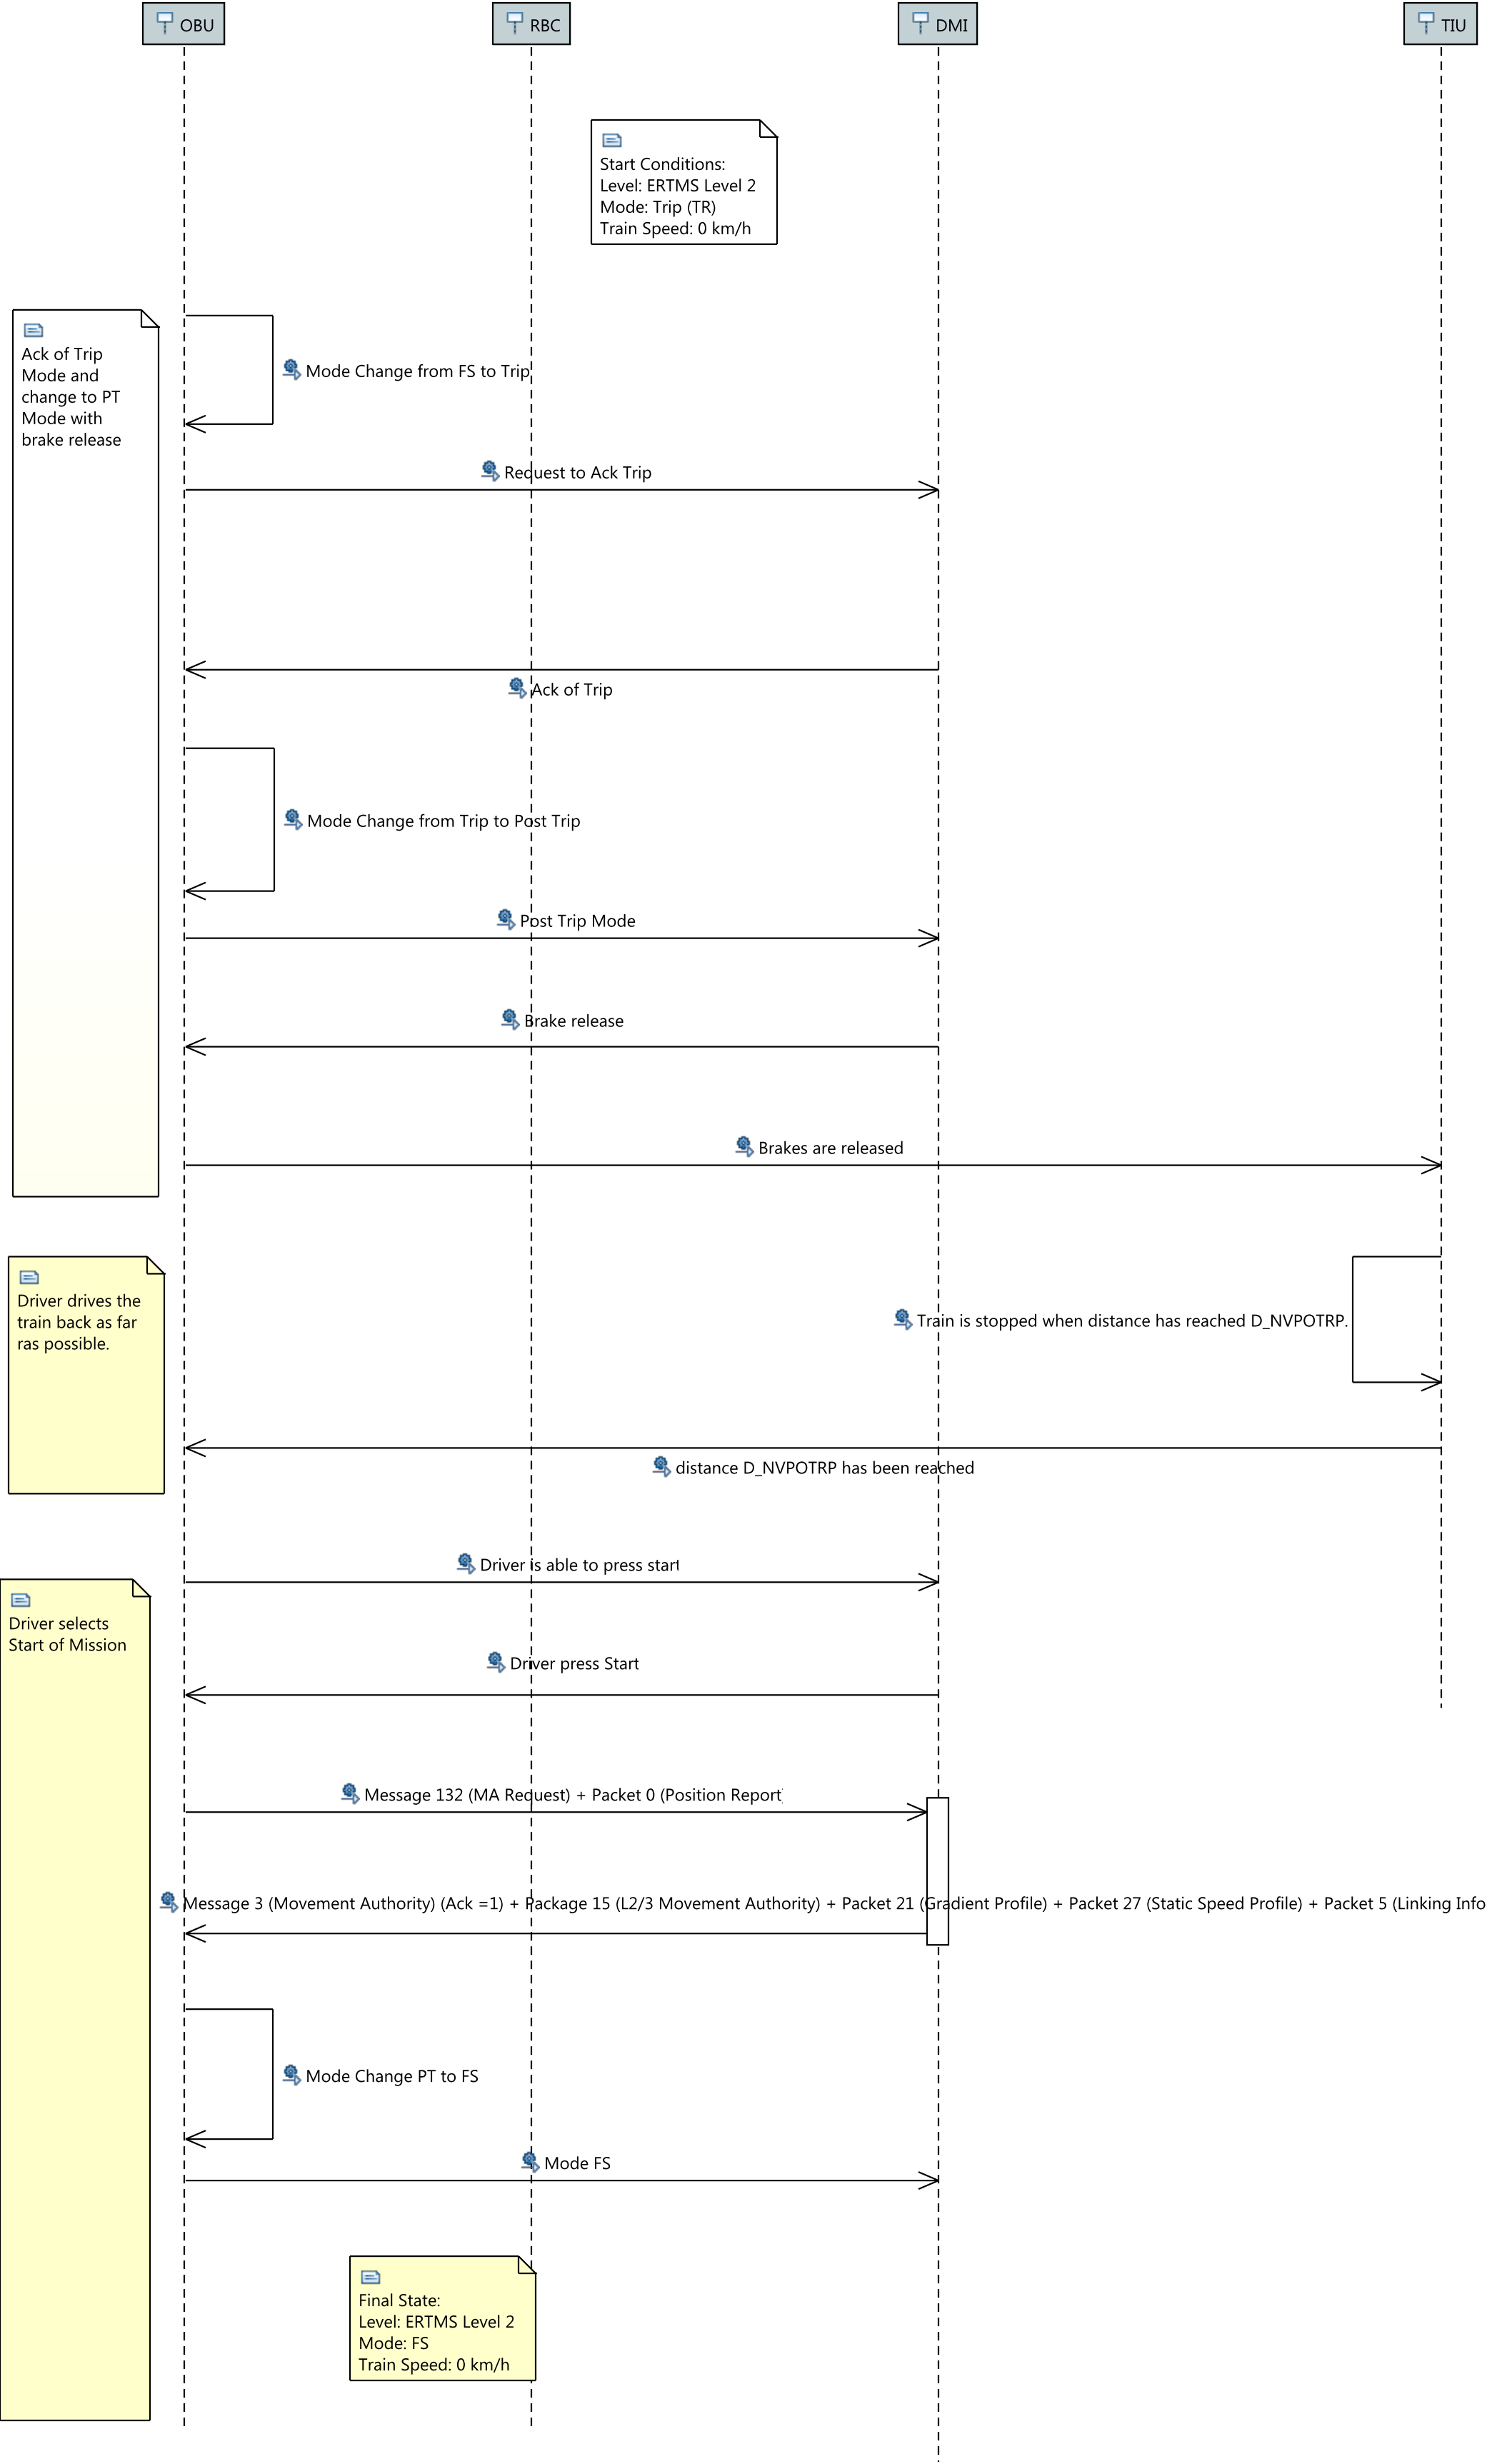 OBU
RBC
DMI
TIU
Start Conditions:
Level: ERTMS Level 2
Mode: Trip (TR)
Train Speed: 0 km/h
Ack of Trip
Mode and
change to PT
Mode with
brake release
Mode Change from FS to Trip
Request to Ack Trip
Ack of Trip
Mode Change from Trip to Post Trip
Post Trip Mode
Brake release
Brakes are released
Driver drives the
train back as far
ras possible.
Train is stopped when distance has reached D_NVPOTRP.
distance D_NVPOTRP has been reached
Driver is able to press start
Driver selects
Start of Mission
Driver press Start
Message 132 (MA Request) + Packet 0 (Position Report
Message 3 (Movement Authority) (Ack =1) + Package 15 (L2/3 Movement Authority) + Packet 21 (Gradient Profile) + Packet 27 (Static Speed Profile) + Packet 5 (Linking Info
Mode Change PT to FS
Mode FS
Final State:
Level: ERTMS Level 2
Mode: FS
Train Speed: 0 km/h